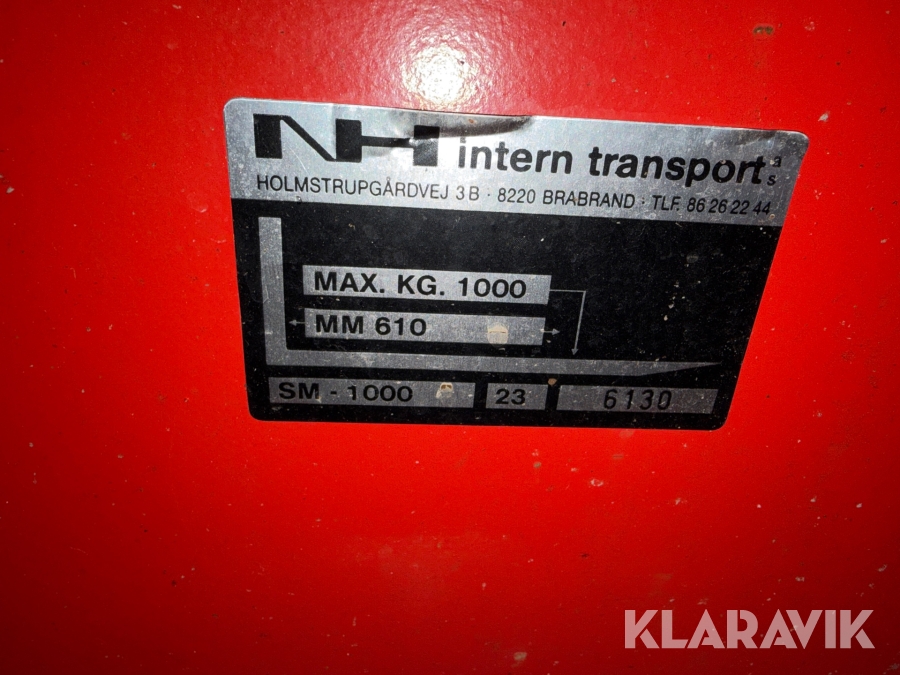 NH intern transport a/s
HOLMSTRUPGÅRDVEJ 3B · 8220 BRABRAND · TLF. 86 26 22 44
MAX. KG. 1000
MM 610
SM - 1000 23 6130
KLARAVIK